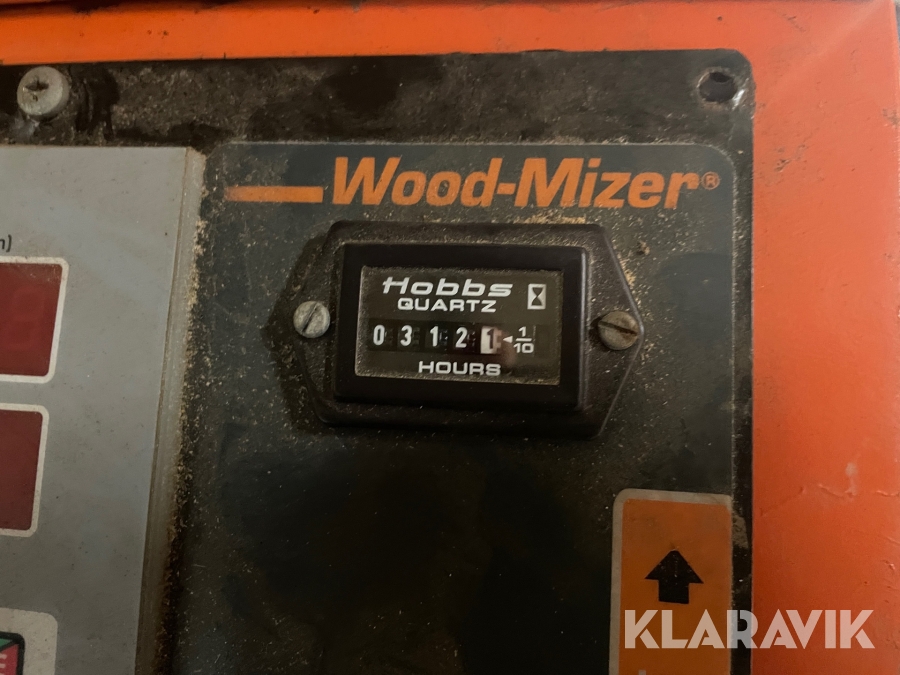 Wood-Mizer®
m)
Hobbs
QUARTZ
0 3 1 2 1 ◄ 1/10
HOURS
KLARAVIK